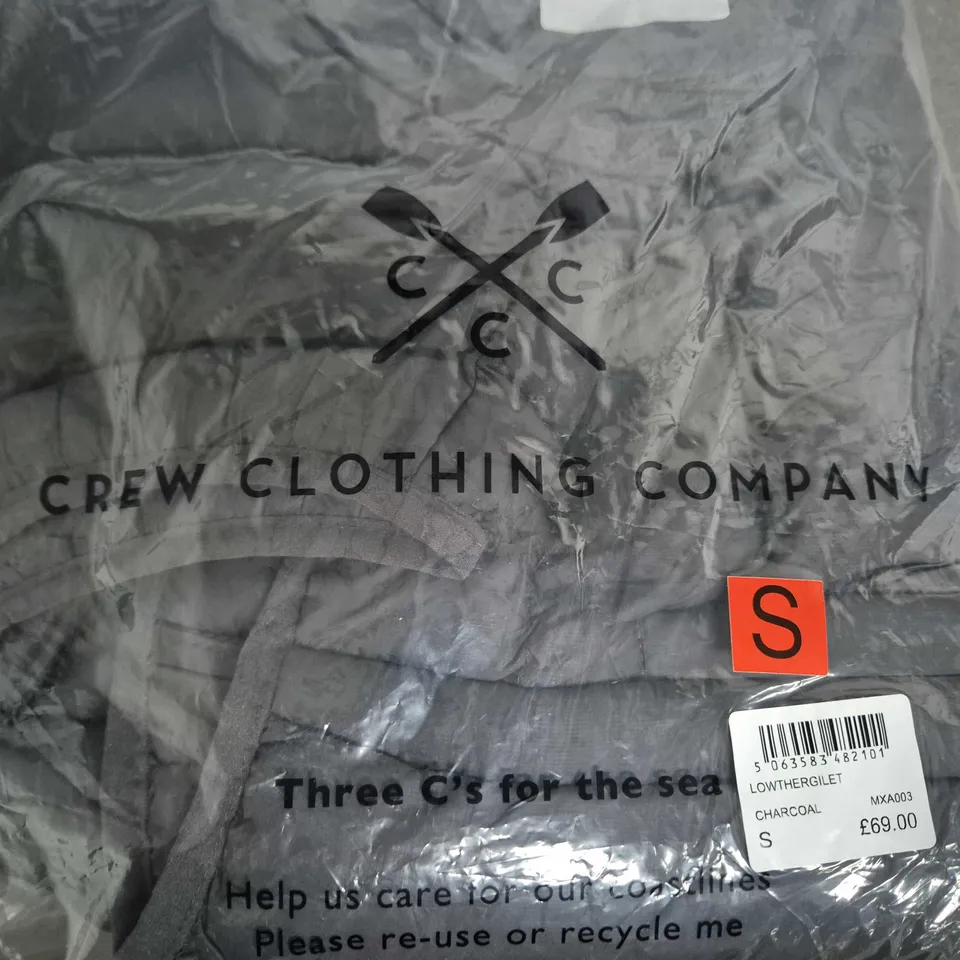 C C
C
CREW CLOTHING COMPANY
S
5 063583 482101
LOWTHERGILET
CHARCOAL MXA003
S £69.00
Three C's for the sea
Help us care for our coastlines
Please re-use or recycle me